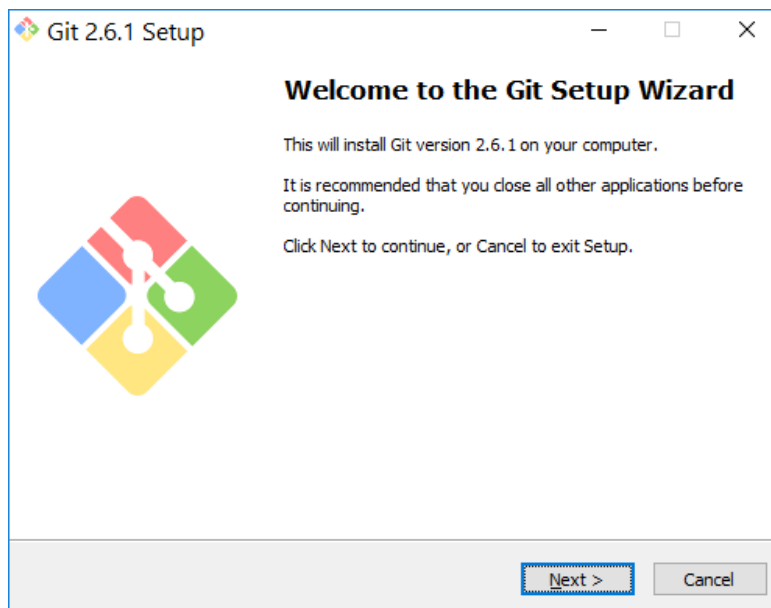 Git 2.6.1 Setup
Welcome to the Git Setup Wizard
This will install Git version 2.6.1 on your computer.
It is recommended that you close all other applications before
continuing.
Click Next to continue, or Cancel to exit Setup.
Next >
Cancel